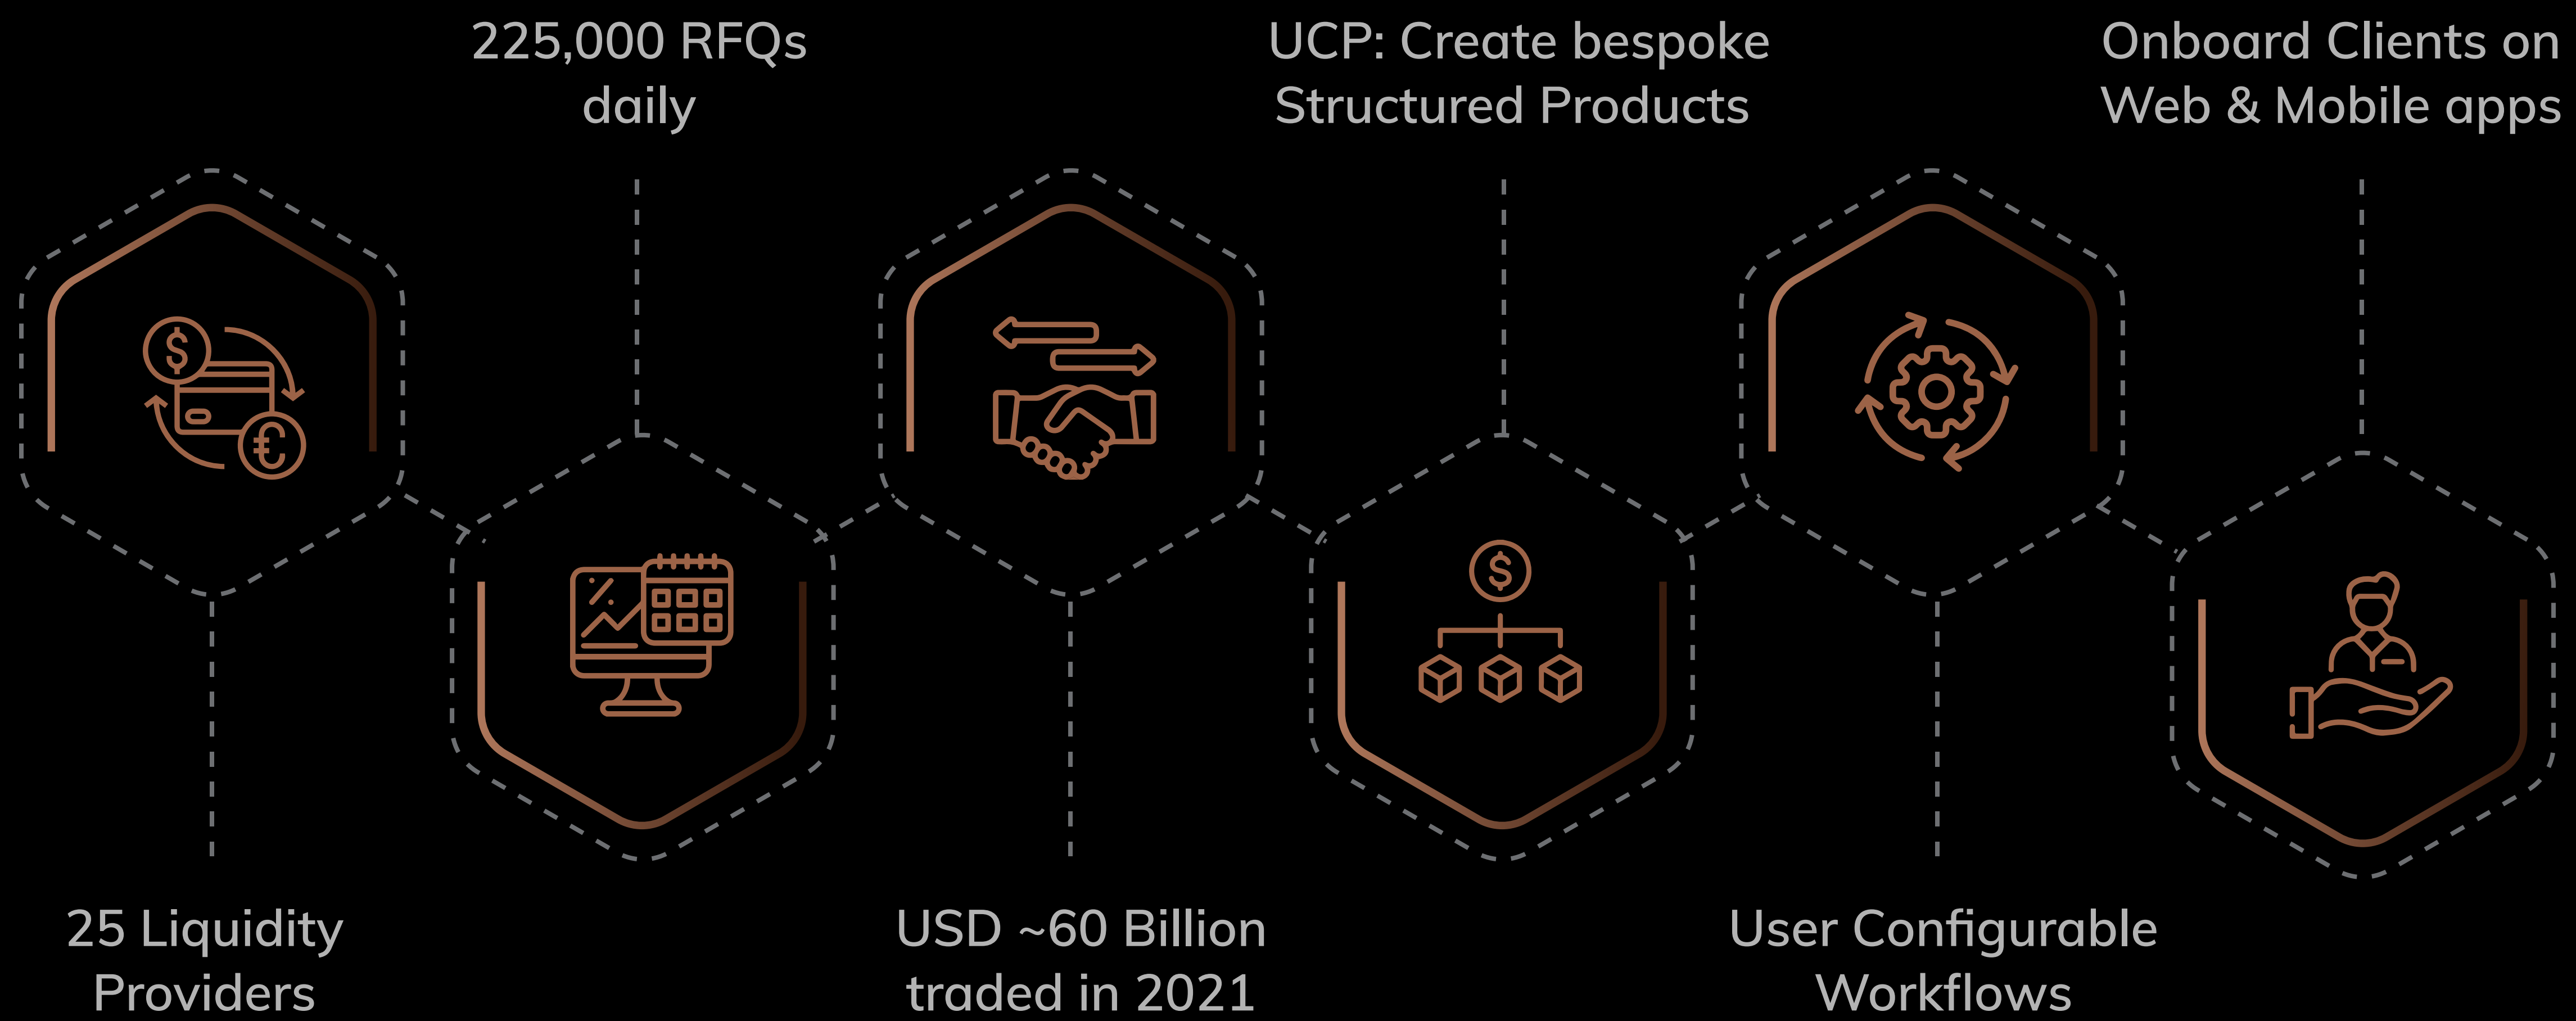 225,000 RFQs
daily
UCP: Create bespoke
Structured Products
Onboard Clients on
Web & Mobile apps
25 Liquidity
Providers
USD ~60 Billion
traded in 2021
User Configurable
Workflows